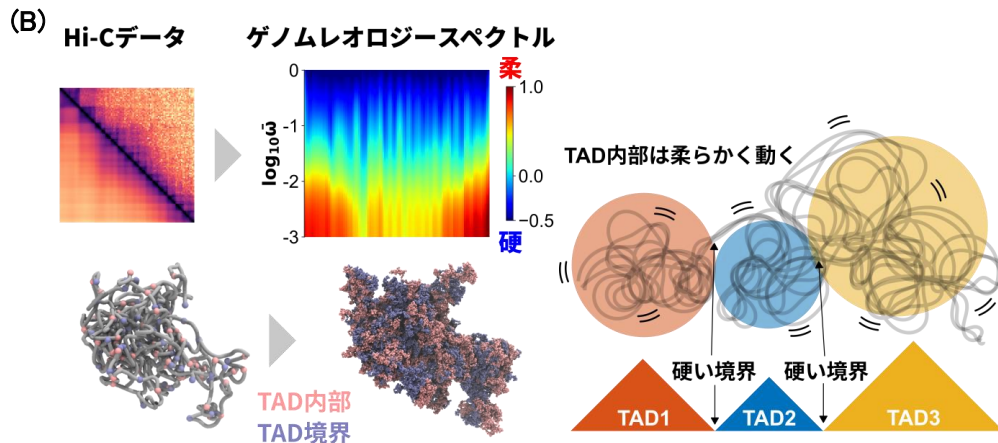 (B)
Hi-Cデータ
ゲノムレオロジースペクトル
柔
0
-1
-2
-3
log₁₀ω̄
1.0
0.0
−0.5
硬
TAD内部は柔らかく動く
TAD内部
TAD境界
硬い境界
硬い境界
TAD1
TAD2
TAD3